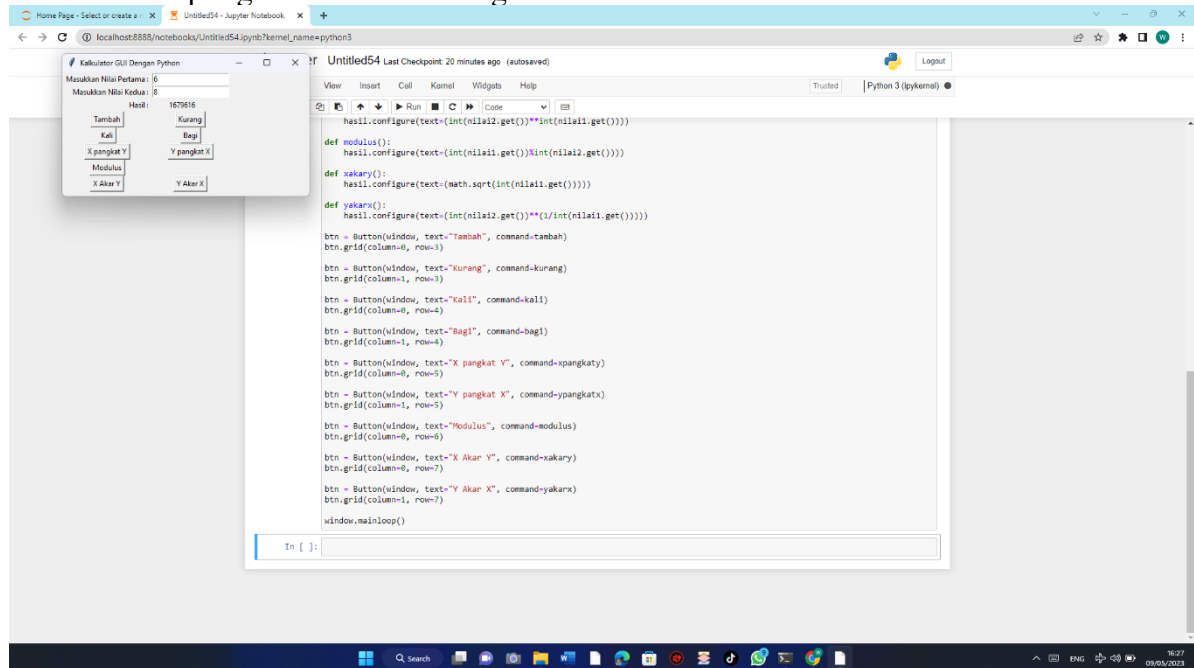 Home Page - Select or create a n
Untitled54 - Jupyter Notebook
localhost:8888/notebooks/Untitled54.ipynb?kernel_name=python3
Kalkulator GUI Dengan Python
Masukkan Nilai Pertama : 6
Masukkan Nilai Kedua : 8
Hasil : 1679616
Tambah Kurang
Kali Bagi
X pangkat Y Y pangkat X
Modulus
X Akar Y Y Akar X
Untitled54 Last Checkpoint: 20 minutes ago (autosaved)
Logout
View Insert Cell Kernel Widgets Help
Trusted Python 3 (ipykernel)
Run Code
hasil.configure(text=(int(nilai2.get())**int(nilai1.get())))
def modulus():
hasil.configure(text=(int(nilai1.get())%int(nilai2.get())))
def xakary():
hasil.configure(text=(math.sqrt(int(nilai1.get()))))
def yakarx():
hasil.configure(text=(int(nilai2.get())**(1/int(nilai1.get()))))
btn = Button(window, text="Tambah", command=tambah)
btn.grid(column=0, row=3)
btn = Button(window, text="Kurang", command=kurang)
btn.grid(column=1, row=3)
btn = Button(window, text="Kali", command=kali)
btn.grid(column=0, row=4)
btn = Button(window, text="Bagi", command=bagi)
btn.grid(column=1, row=4)
btn = Button(window, text="X pangkat Y", command=xpangkaty)
btn.grid(column=0, row=5)
btn = Button(window, text="Y pangkat X", command=ypangkatx)
btn.grid(column=1, row=5)
btn = Button(window, text="Modulus", command=modulus)
btn.grid(column=0, row=6)
btn = Button(window, text="X Akar Y", command=xakary)
btn.grid(column=0, row=7)
btn = Button(window, text="Y Akar X", command=yakarx)
btn.grid(column=1, row=7)
window.mainloop()
In [ ]:
Search
ENG
16:27
09/05/2023